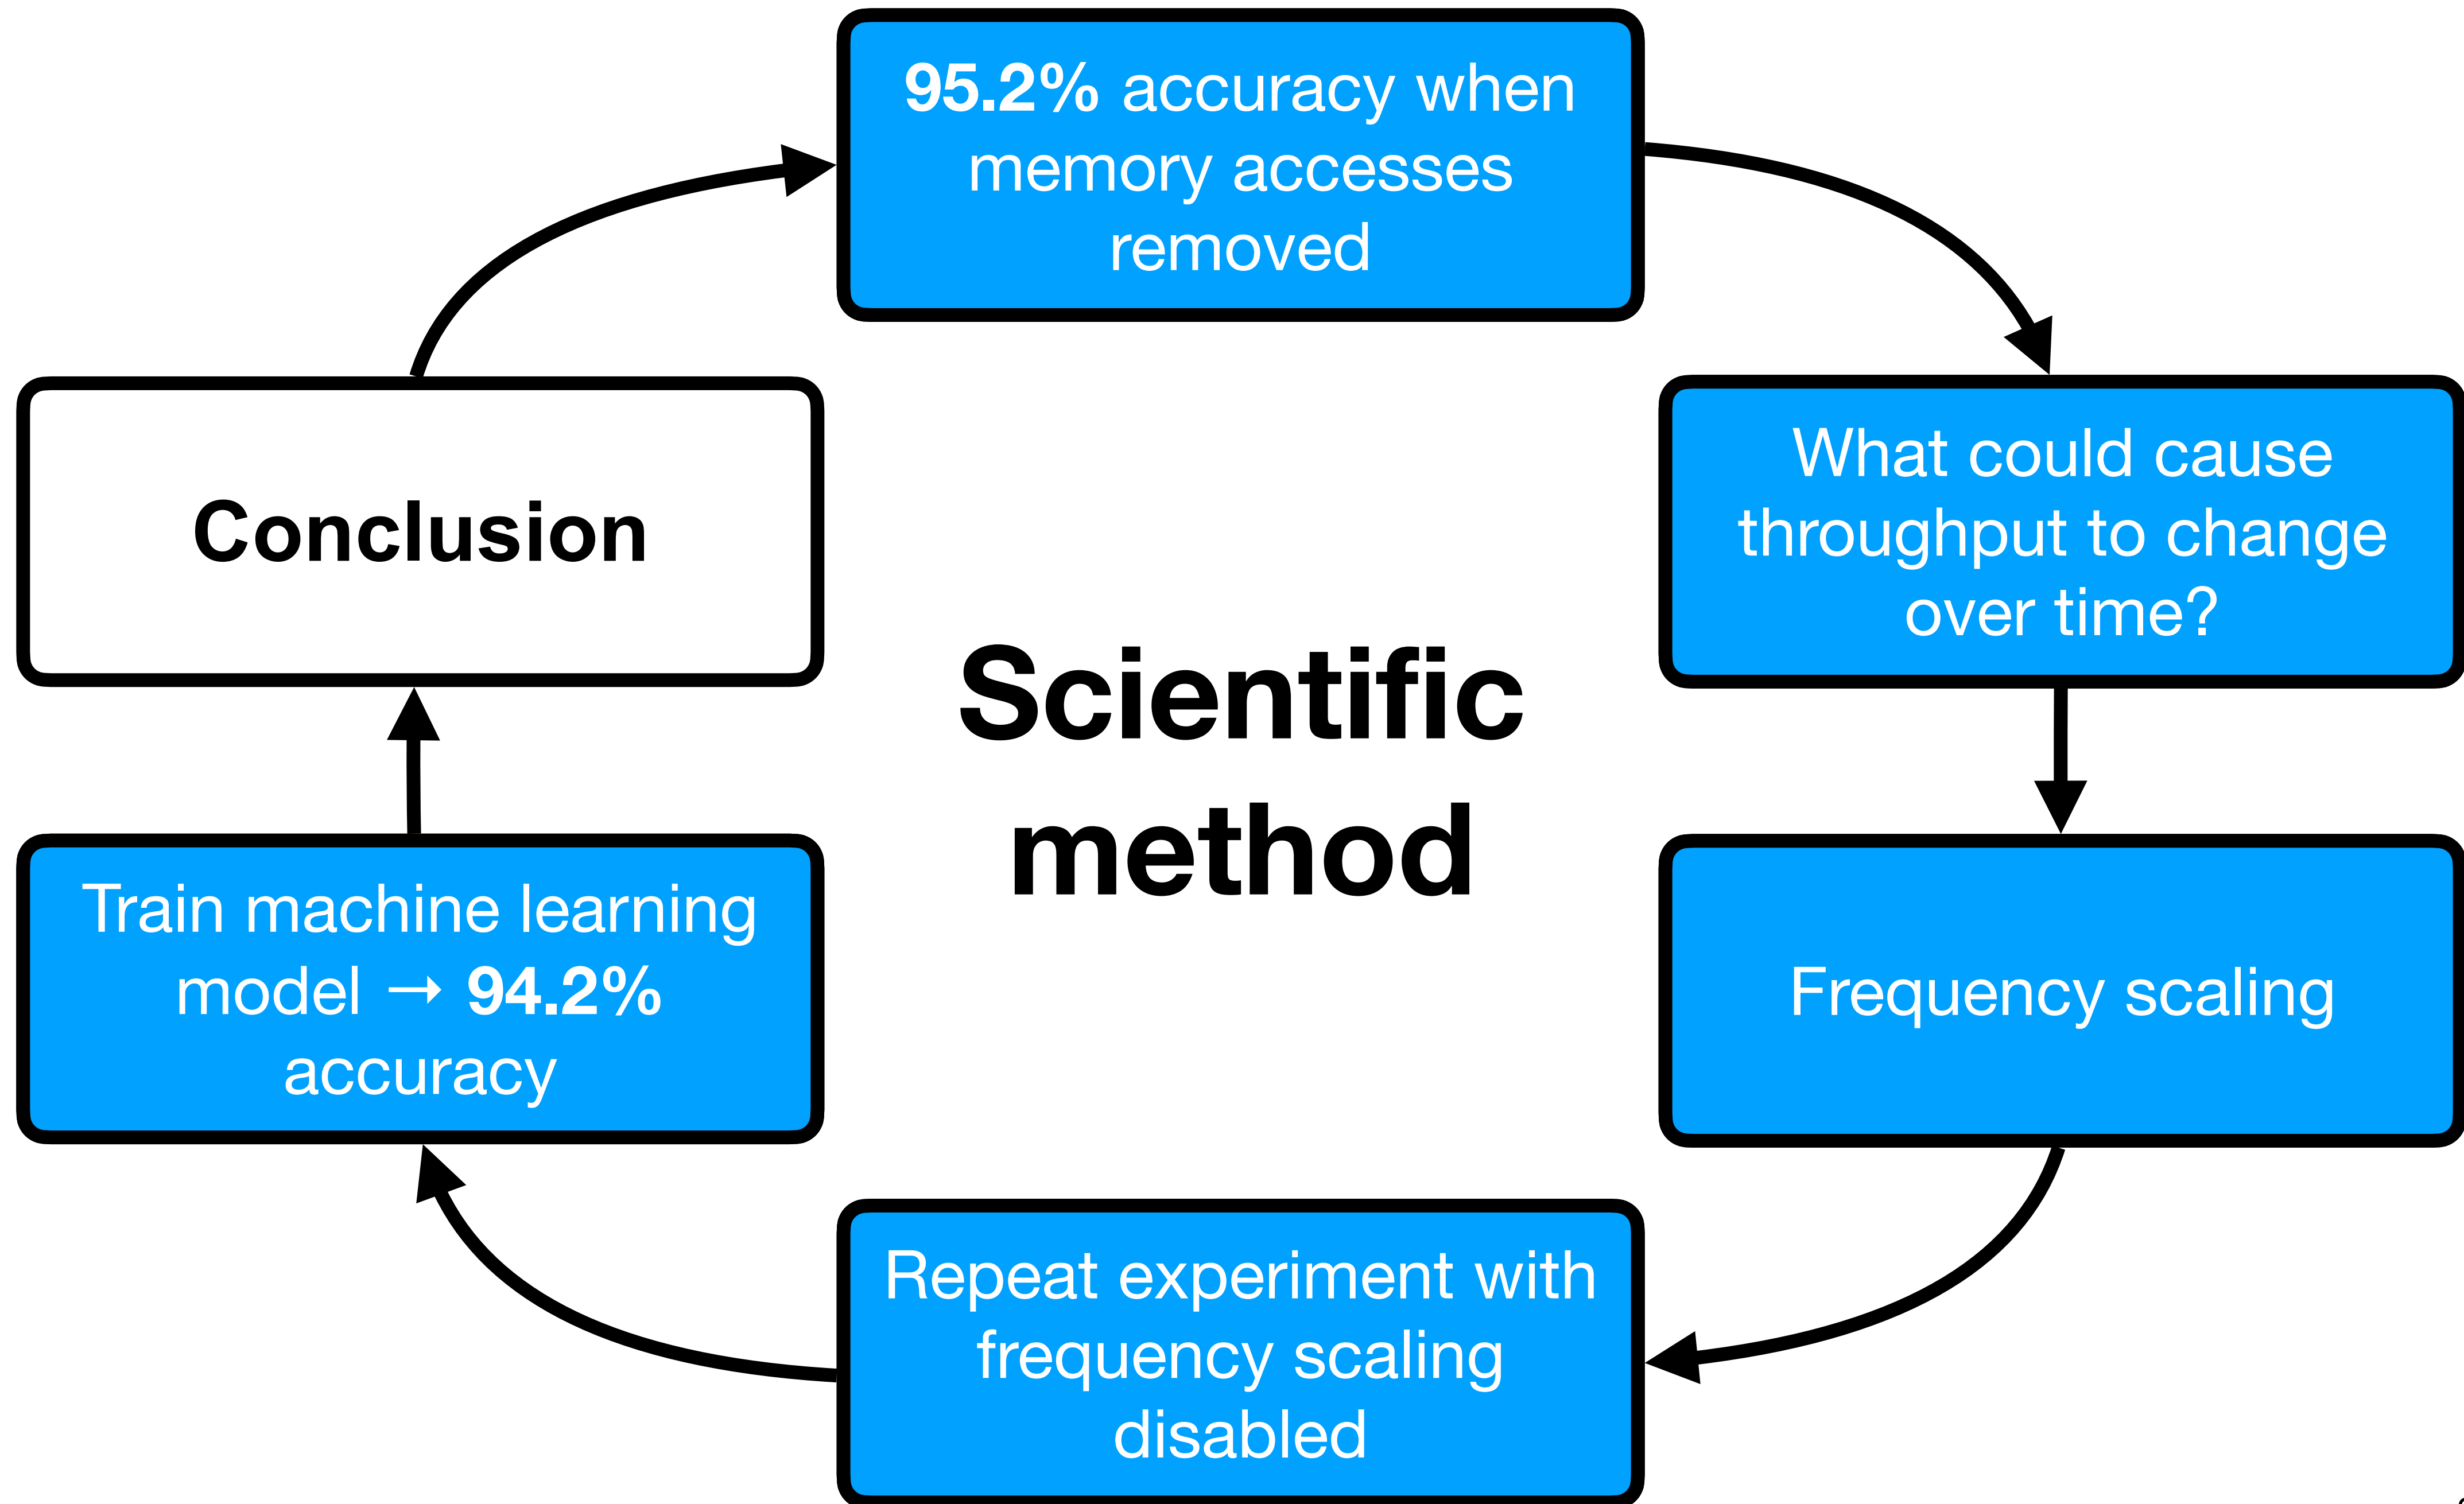 95.2% accuracy when
memory accesses
removed
What could cause
throughput to change
over time?
Conclusion
Scientific
method
Frequency scaling
Train machine learning
model → 94.2%
accuracy
Repeat experiment with
frequency scaling
disabled